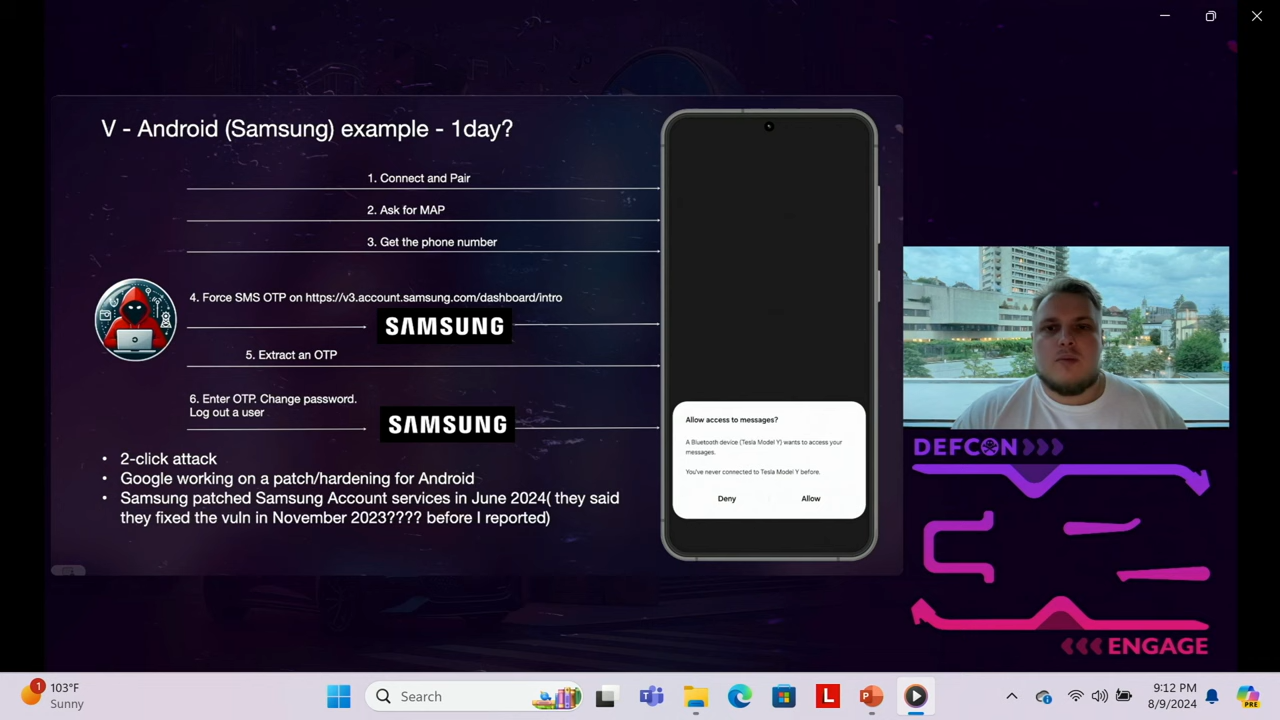 V - Android (Samsung) example - 1day?
1. Connect and Pair
2. Ask for MAP
3. Get the phone number
4. Force SMS OTP on https://v3.account.samsung.com/dashboard/intro
SAMSUNG
5. Extract an OTP
6. Enter OTP. Change password.
Log out a user
SAMSUNG
-click attack
Google working on for Android
• Samsung patched Samsung Account services in June 2024( they said
they fixed the vuln in November 2023???? before I reported)
Allow access to messages?
A Bluetooth device (Tesla Model Y) wants to access your
messages.
You've never connected to Tesla Model Y before.
Deny Allow
DEFCON
ENGAGE
1
103°F
Sunny
Search
L
P
9:12 PM
8/9/2024
PRE